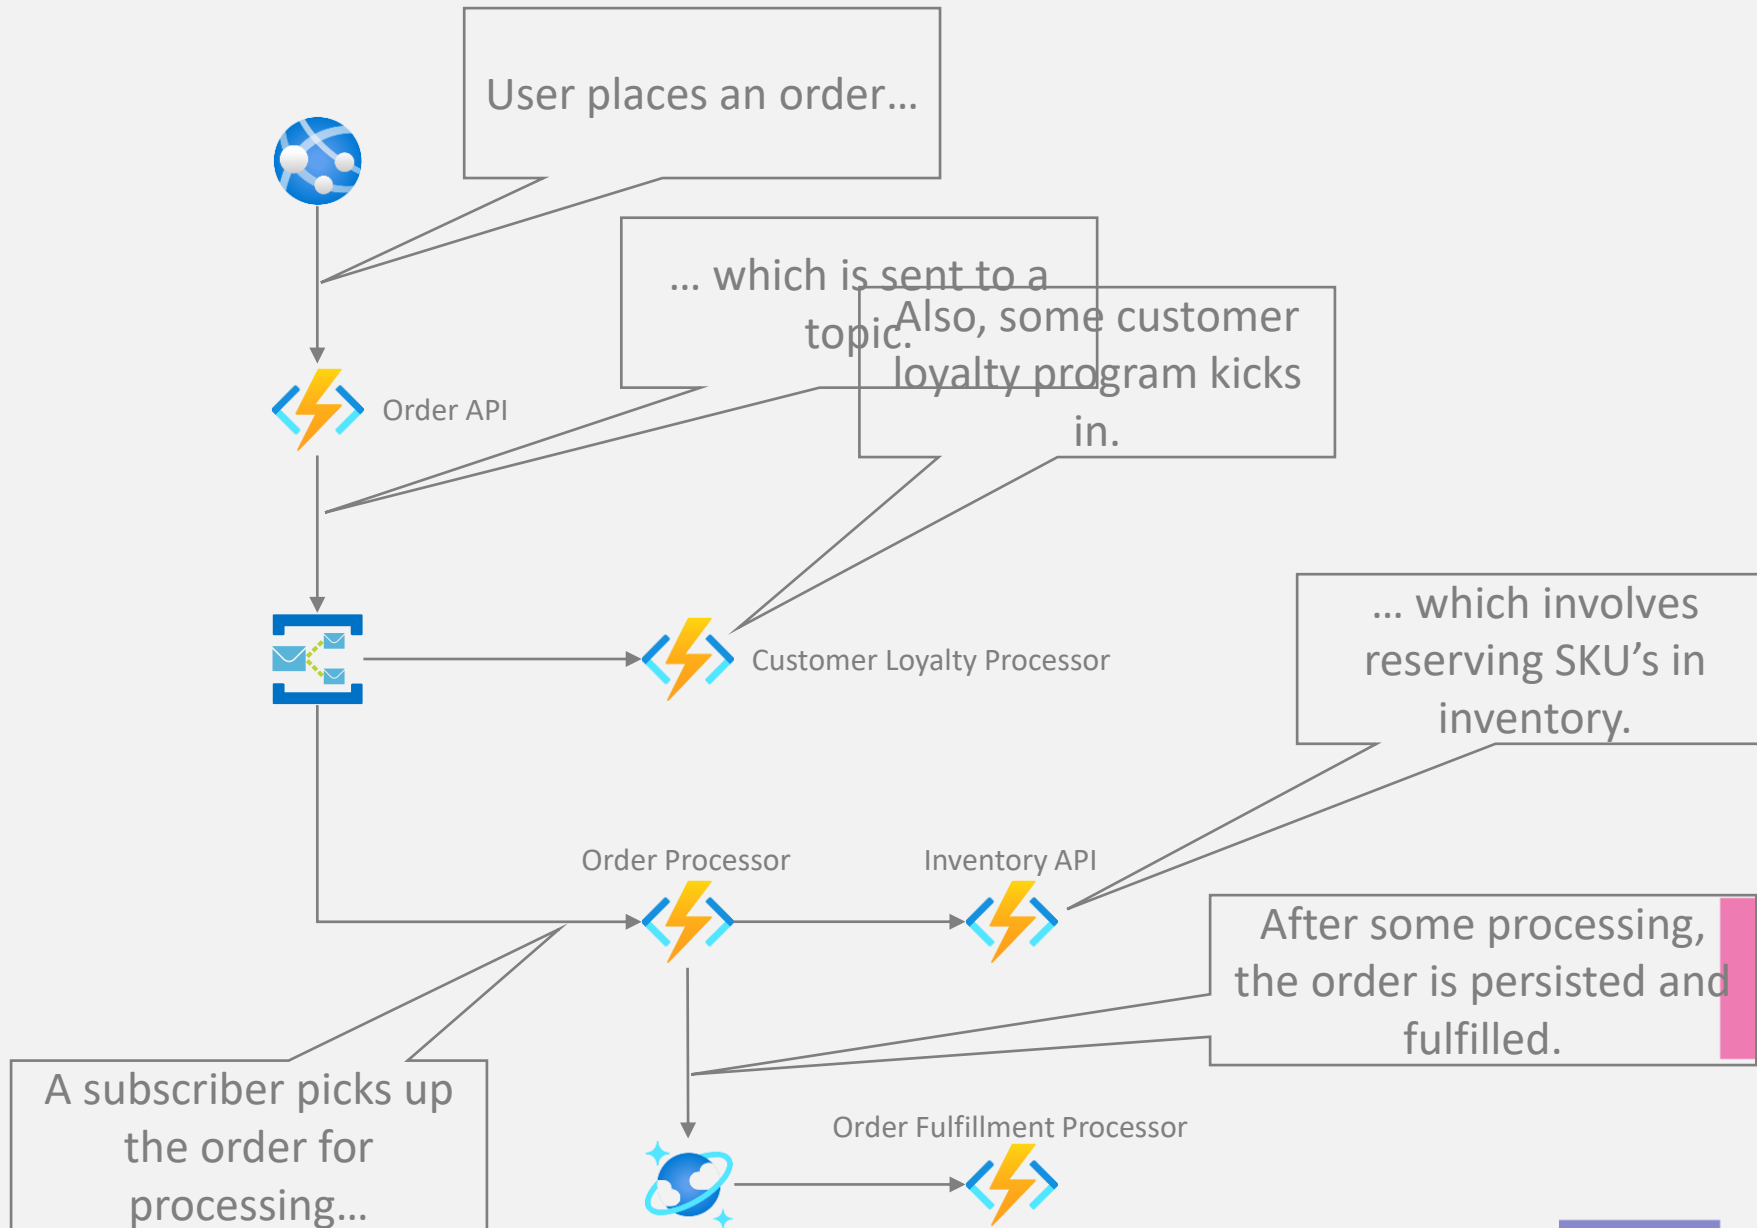 User places an order…
… which is sent to a
topic.
Also, some customer
loyalty program kicks
in.
Order API
Customer Loyalty Processor
… which involves
reserving SKU’s in
inventory.
Order Processor
Inventory API
After some processing,
the order is persisted and
fulfilled.
A subscriber picks up
the order for
processing…
Order Fulfillment Processor